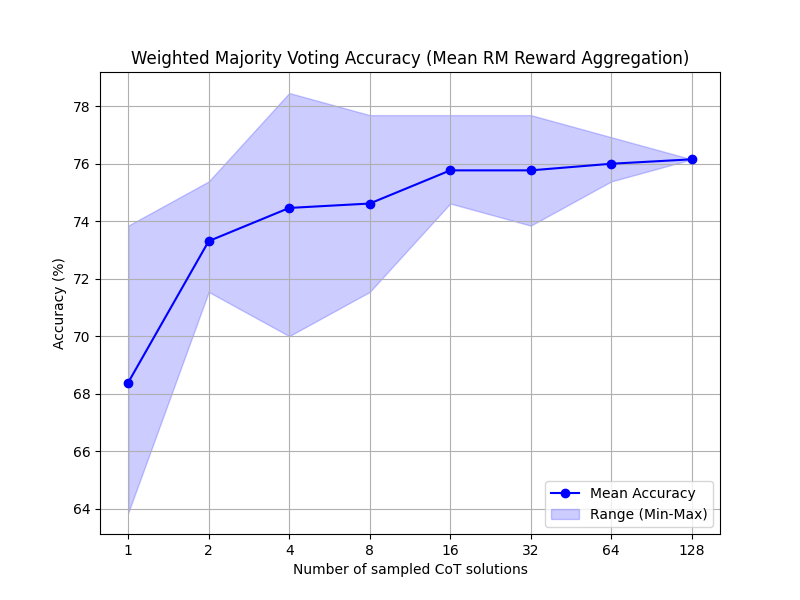 Weighted Majority Voting Accuracy (Mean RM Reward Aggregation)
Accuracy (%)
78
76
74
72
70
68
66
64
Mean Accuracy
Range (Min-Max)
1 2 4 8 16 32 64 128
Number of sampled CoT solutions